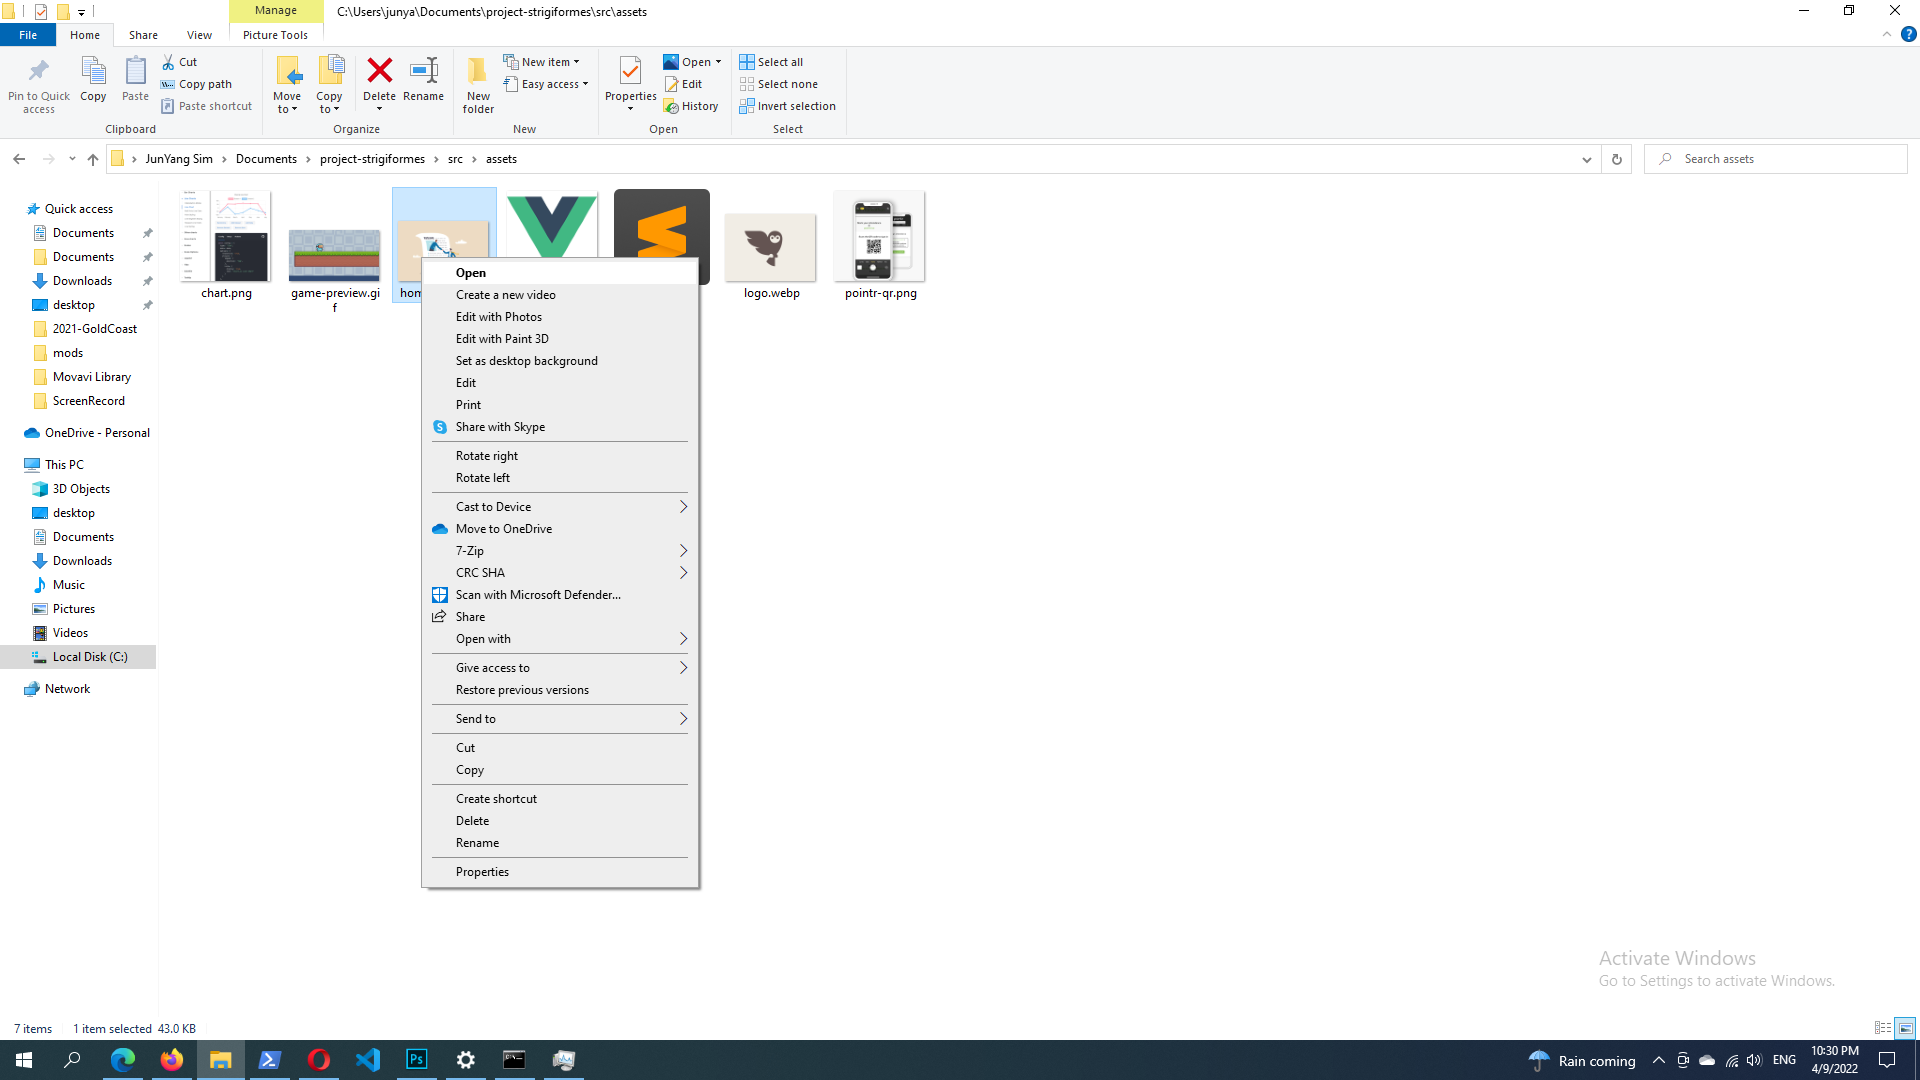 Manage
C:\Users\junya\Documents\project-strigiformes\src\assets
File
Home
Share
View
Picture Tools
Pin to Quick access
Copy
Paste
Cut
Copy path
Paste shortcut
Clipboard
Move to
Copy to
Delete
Rename
Organize
New folder
New item
Easy access
New
Properties
Open
Edit
History
Open
Select all
Select none
Invert selection
Select
JunYang Sim
Documents
project-strigiformes
src
assets
Search assets
Quick access
Documents
Documents
Downloads
desktop
2021-GoldCoast
mods
Movavi Library
ScreenRecord
OneDrive - Personal
This PC
3D Objects
desktop
Documents
Downloads
Music
Pictures
Videos
Local Disk (C:)
Network
chart.png
game-preview.gi
f
logo.webp
pointr-qr.png
Open
Create a new video
Edit with Photos
Edit with Paint 3D
Set as desktop background
Edit
Print
Share with Skype
Rotate right
Rotate left
Cast to Device
Move to OneDrive
7-Zip
CRC SHA
Scan with Microsoft Defender...
Share
Open with
Give access to
Restore previous versions
Send to
Cut
Copy
Create shortcut
Delete
Rename
Properties
Activate Windows
Go to Settings to activate Windows.
7 items
1 item selected 43.0 KB
Ps
Rain coming
ENG
10:30 PM
4/9/2022